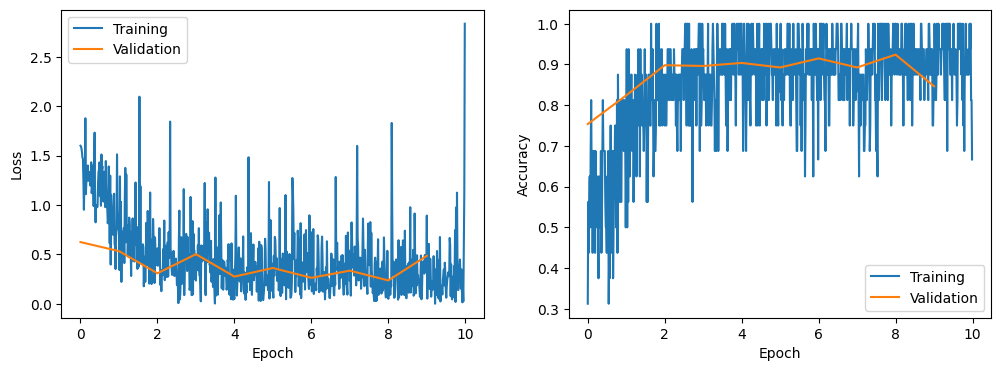 Training
Validation
Loss
2.5
2.0
1.5
1.0
0.5
0.0
0 2 4 6 8 10
Epoch
Accuracy
1.0
0.9
0.8
0.7
0.6
0.5
0.4
0.3
Training
Validation
0 2 4 6 8 10
Epoch